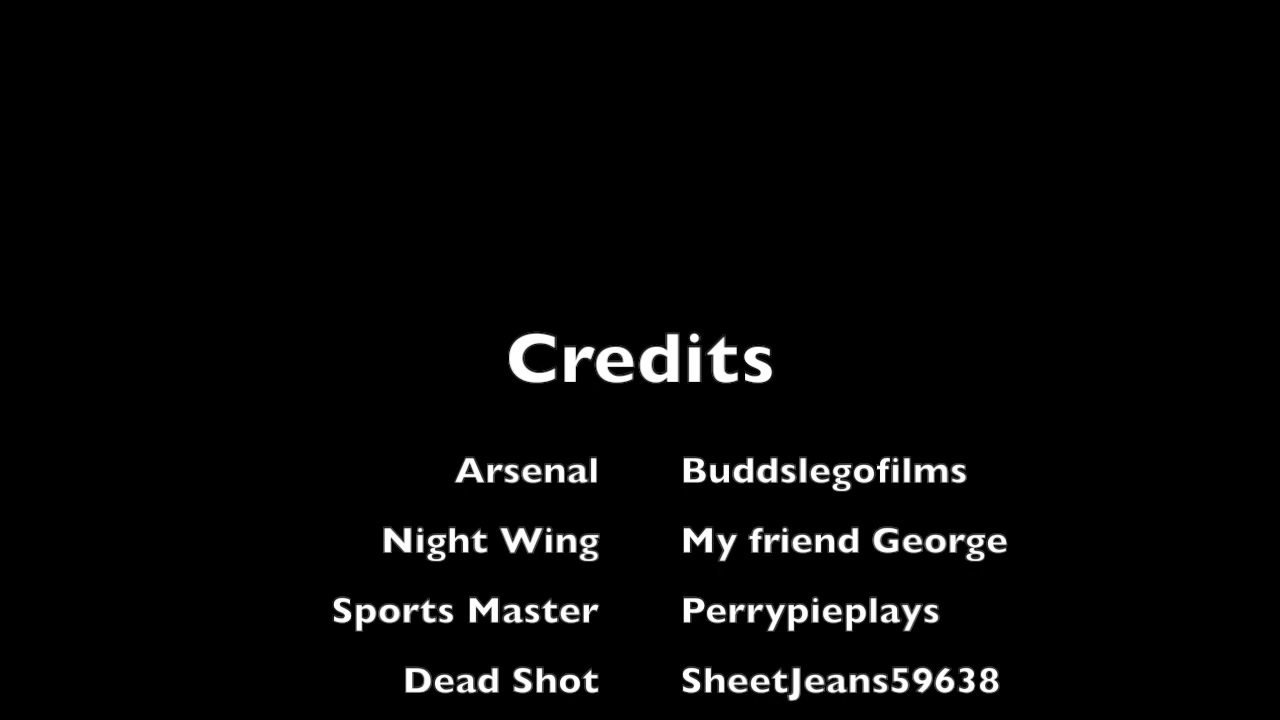 Credits
Arsenal Buddslegofilms
Night Wing My friend George
Sports Master Perrypieplays
Dead Shot SheetJeans59638